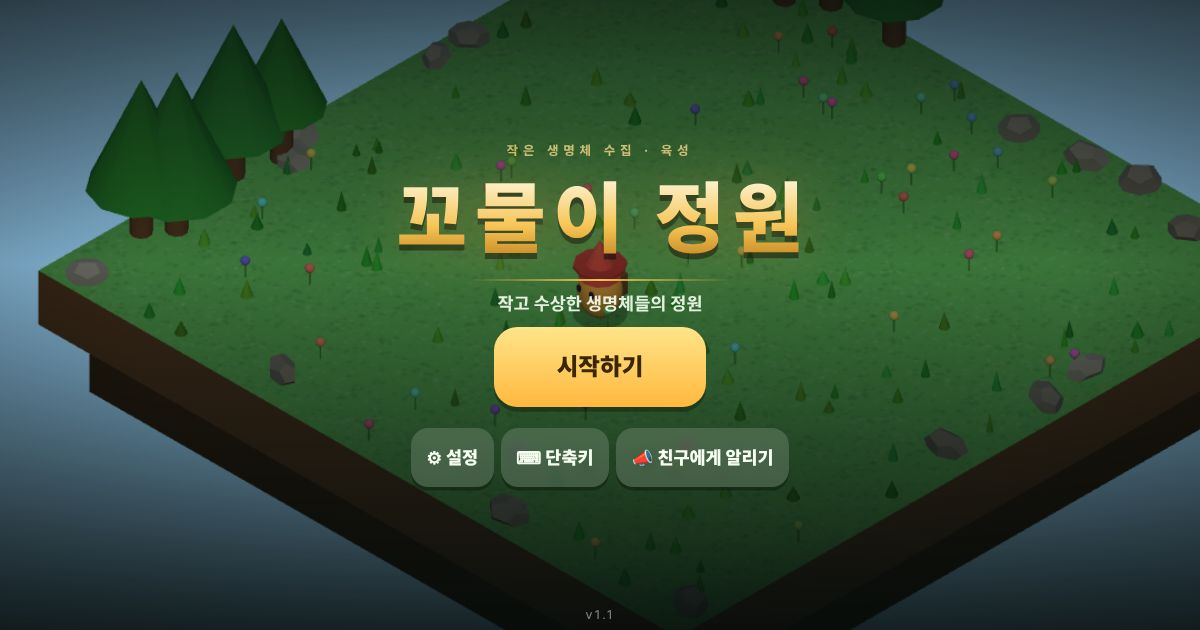 작은 생명체 수집 · 육성
꼬물이 정원
작고 수상한 생명체들의 정원
시작하기
⚙ 설정
⌨ 단축키
📣 친구에게 알리기
v1.1